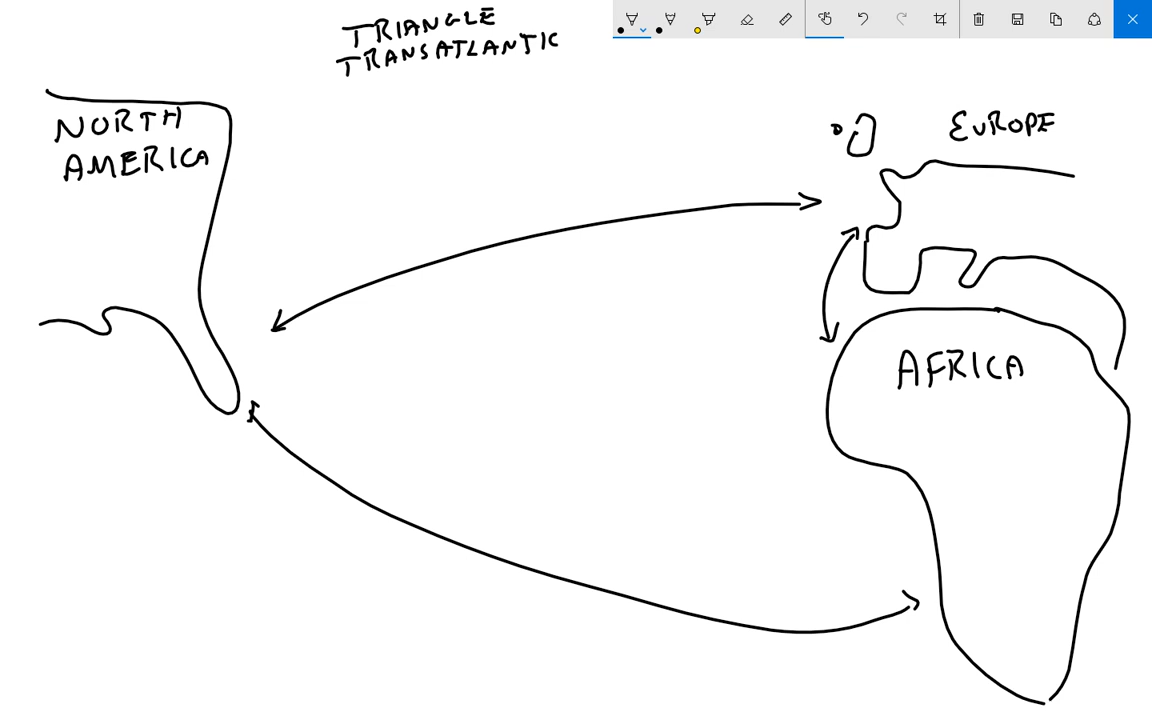 TRIANGLE
TRANSATLANTIC
NORTH
AMERICA
EUROPE
AFRICA